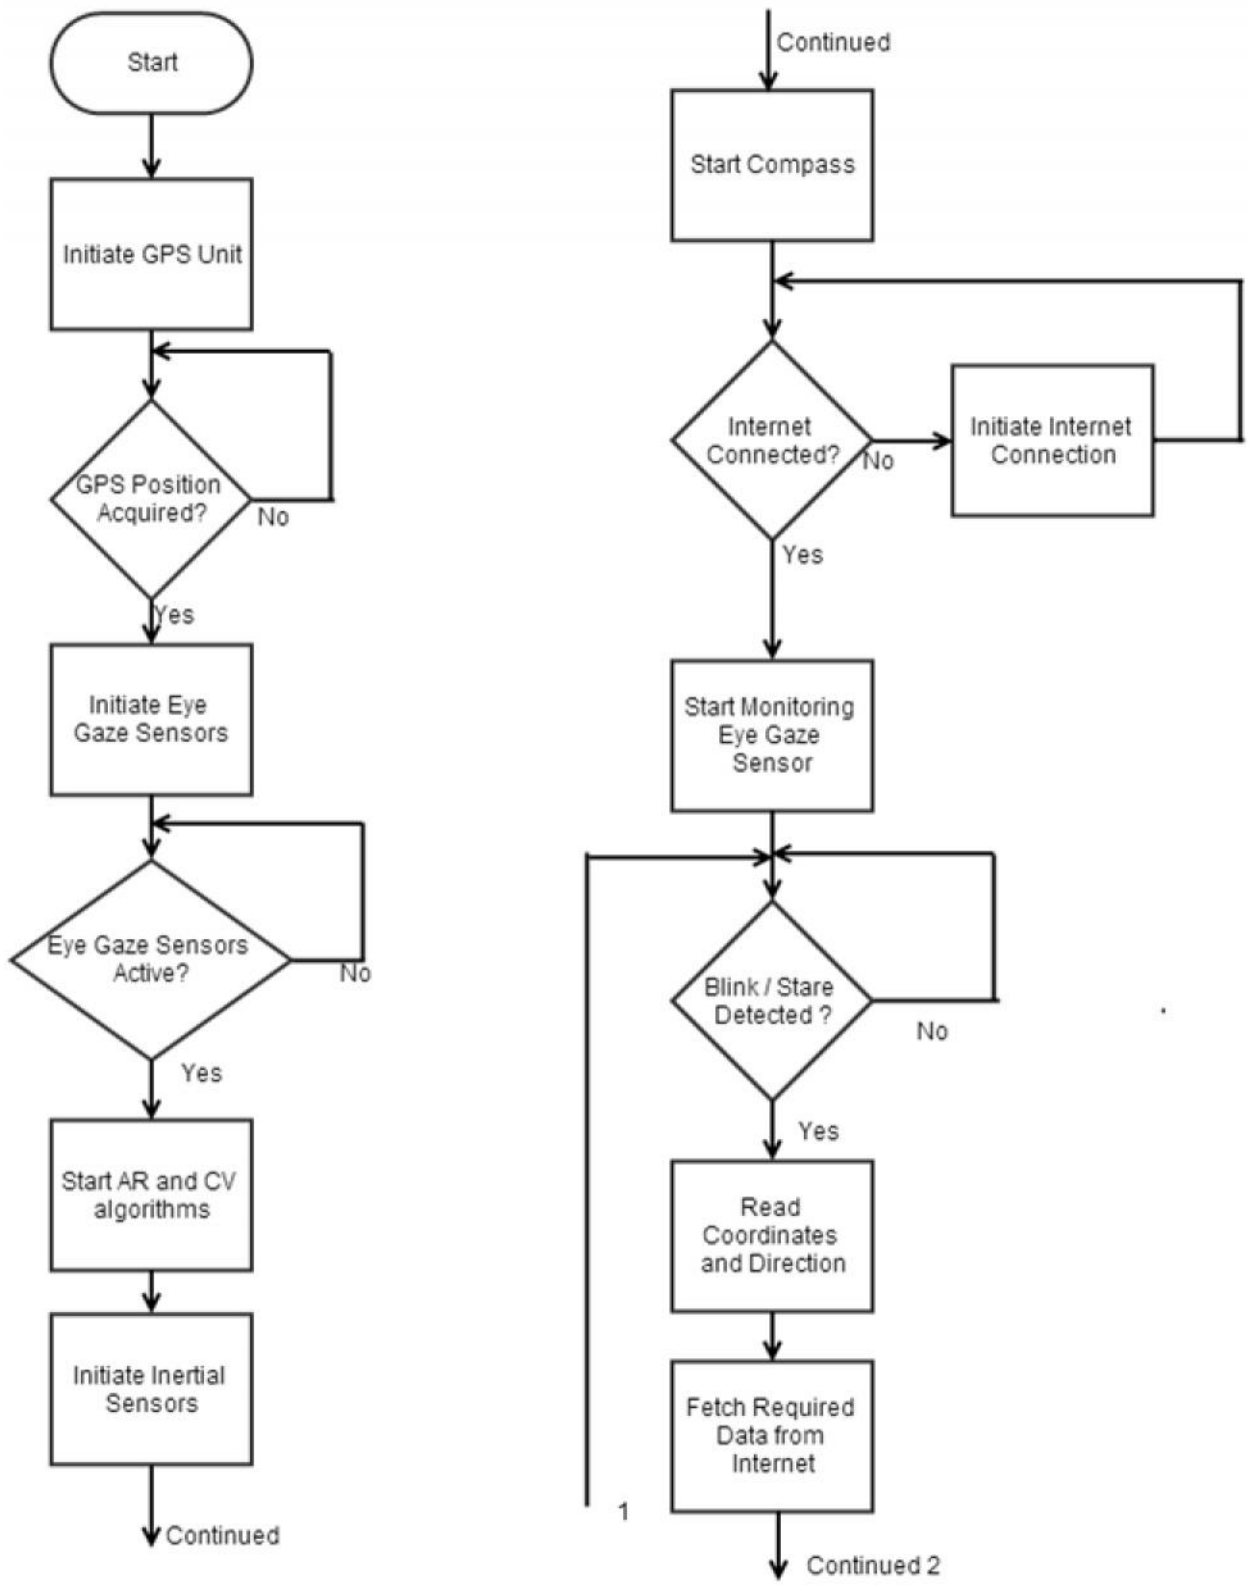 Start
Initiate GPS Unit
GPS Position
Acquired?
No
Yes
Initiate Eye
Gaze Sensors
Eye Gaze Sensors
Active?
No
Yes
Start AR and CV
algorithms
Initiate Inertial
Sensors
Continued
Continued
Start Compass
Internet
Connected?
No
Initiate Internet
Connection
Yes
Start Monitoring
Eye Gaze
Sensor
Blink / Stare
Detected ?
No
Yes
Read
Coordinates
and Direction
Fetch Required
Data from
Internet
1
Continued 2